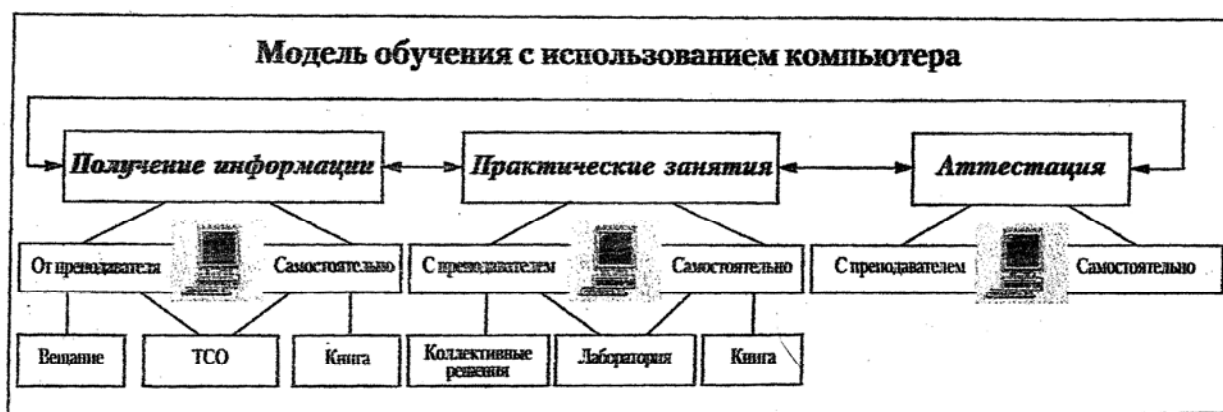 Модель обучения с использованием компьютера
Получение информации
Практические занятия
Аттестация
От преподавателя
Самостоятельно
С преподавателем
Самостоятельно
С преподавателем
Самостоятельно
Вещание
ТСО
Книга
Коллективные
решения
Лаборатория
Книга